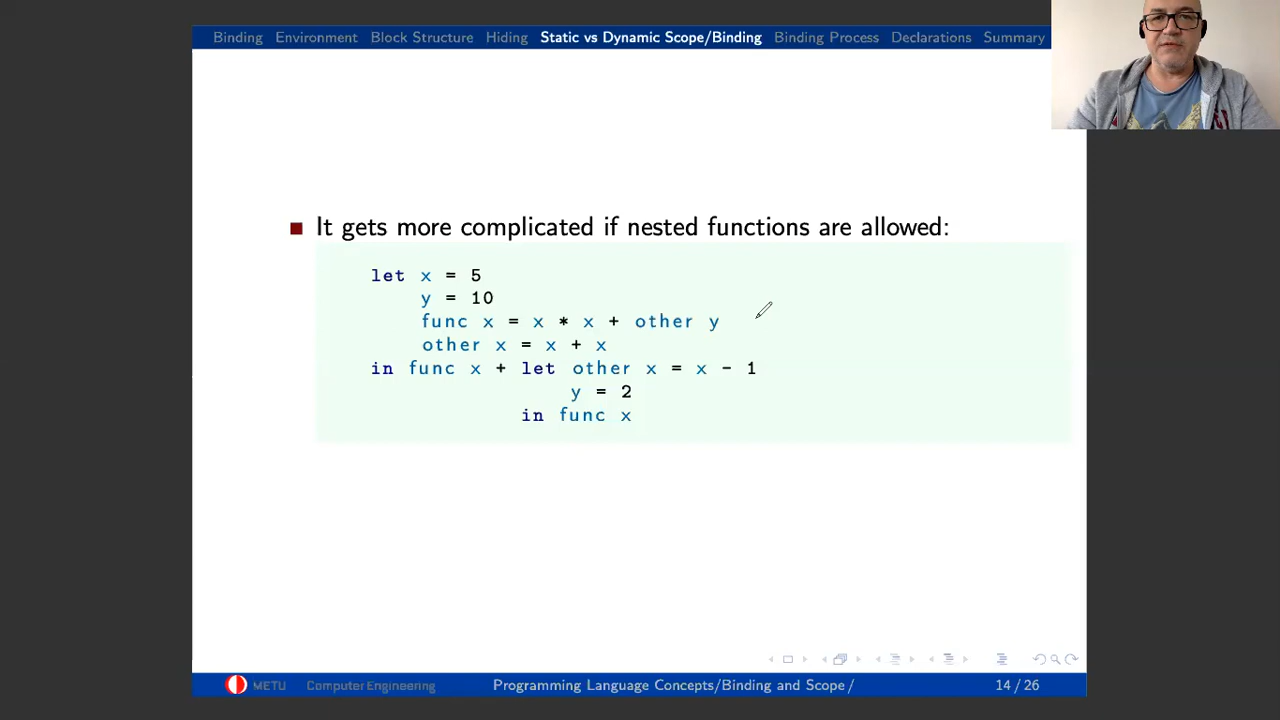 Binding Environment Block Structure Hiding Static vs Dynamic Scope/Binding Binding Process Declarations Summary
It gets more complicated if nested functions are allowed:
let x = 5
y = 10
func x = x * x + other y
other x = x + x
in func x + let other x = x - 1
y = 2
in func x
METU Computer Engineering Programming Language Concepts/Binding and Scope / 14 / 26